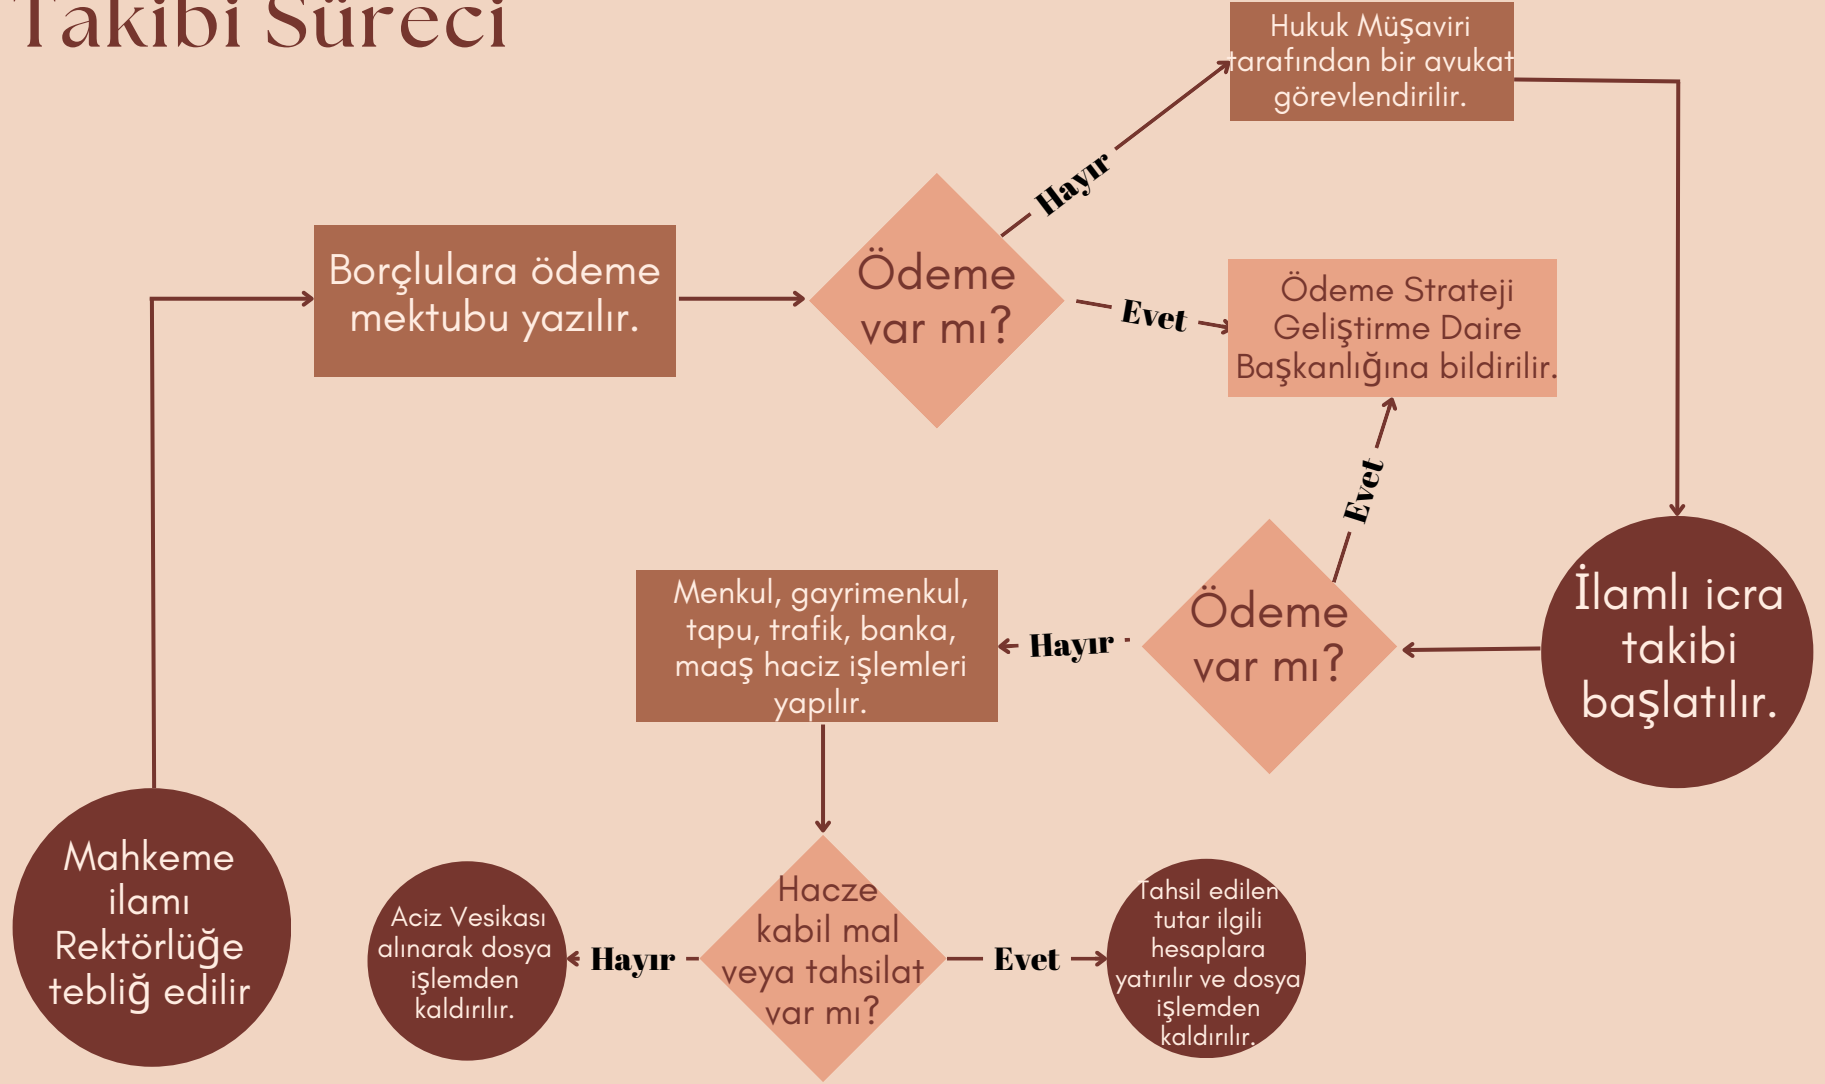 Takibi Süreci
Hukuk Müşaviri
tarafından bir avukat
görevlendirilir.
Hayır
Borçlulara ödeme
mektubu yazılır.
Ödeme
var mı?
Evet
Ödeme Strateji
Geliştirme Daire
Başkanlığına bildirilir.
Evet
İlamlı icra
takibi
başlatılır.
Ödeme
var mı?
Hayır
Menkul, gayrimenkul,
tapu, trafik, banka,
maaş haciz işlemleri
yapılır.
Mahkeme
ilamı
Rektörlüğe
tebliğ edilir
Aciz Vesikası
alınarak dosya
işlemden
kaldırılır.
Hayır
Hacze
kabil mal
veya tahsilat
var mı?
Evet
Tahsil edilen
tutar ilgili
hesaplara
yatırılır ve dosya
işlemden
kaldırılır.